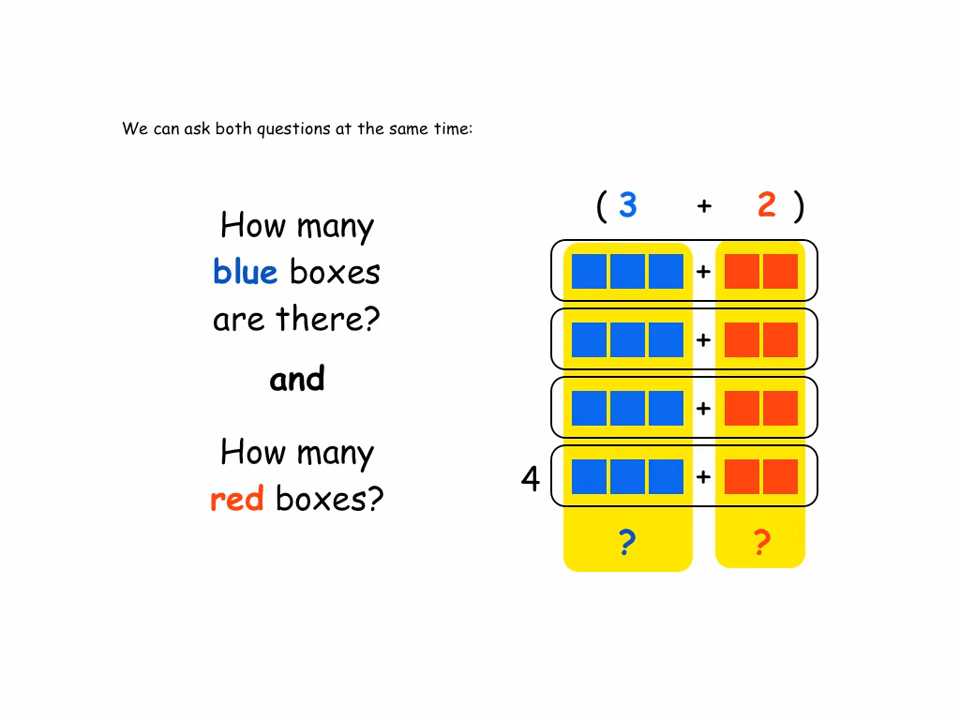 We can ask both questions at the same time:
How many
blue boxes
are there?
and
How many
red boxes?
( 3 + 2 )
+
+
+
4 +
? ?